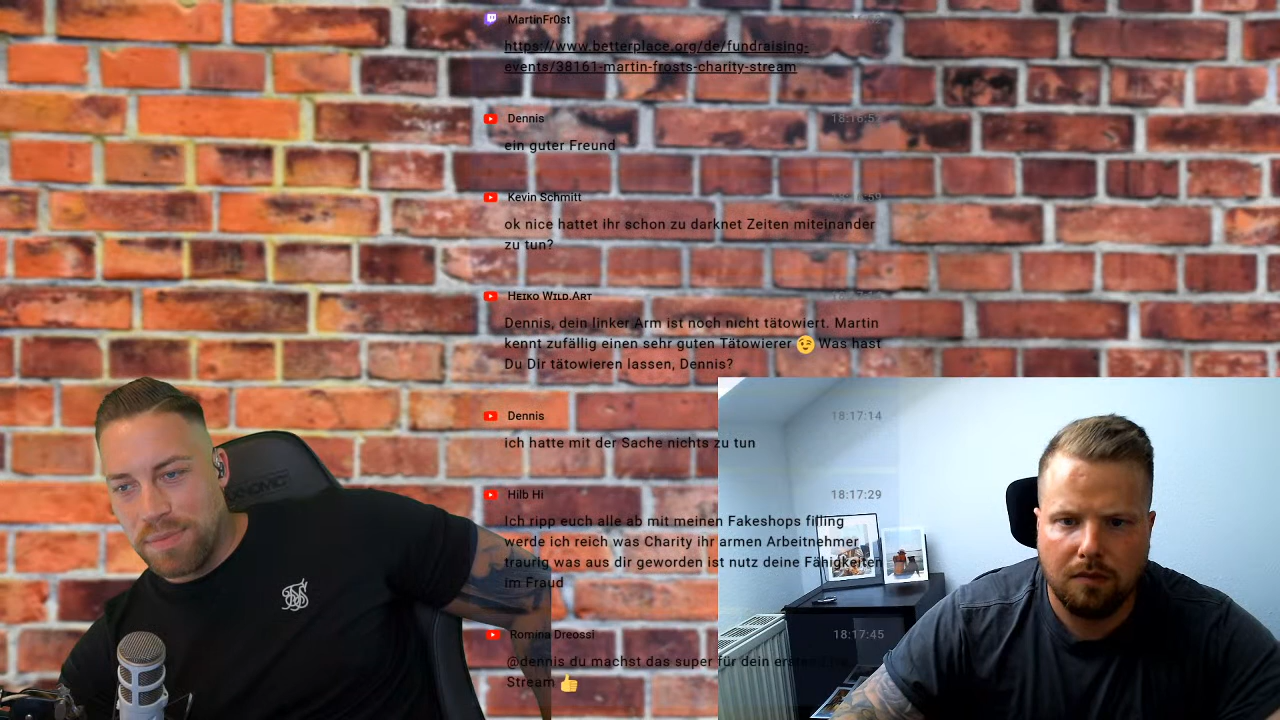 MartinFr0st
https://www.betterplace.org/de/fundraising-
events/38161-martin-frosts-charity-stream
Dennis 18:16:52
ein guter Freund
Kevin Schmitt
ok nice hattet ihr schon zu darknet Zeiten miteinander
zu tun?
Heiko Wild.Art
Dennis, dein linker Arm ist noch nicht tätowiert. Martin
kennt zufällig einen sehr guten Tätowierer 😉 Was hast
Du Dir tätowieren lassen, Dennis?
Dennis 18:17:14
ich hatte mit der Sache nichts zu tun
Hilb Hi 18:17:29
Ich ripp euch alle ab mit meinen Fakeshops filling
werde ich reich was Charity ihr armen Arbeitnehmer
traurig was aus dir geworden ist nutz deine Fähigkeiten
im Fraud
Romina Dreossi 18:17:45
@dennis du machst das super für dein ersten
Stream 👍